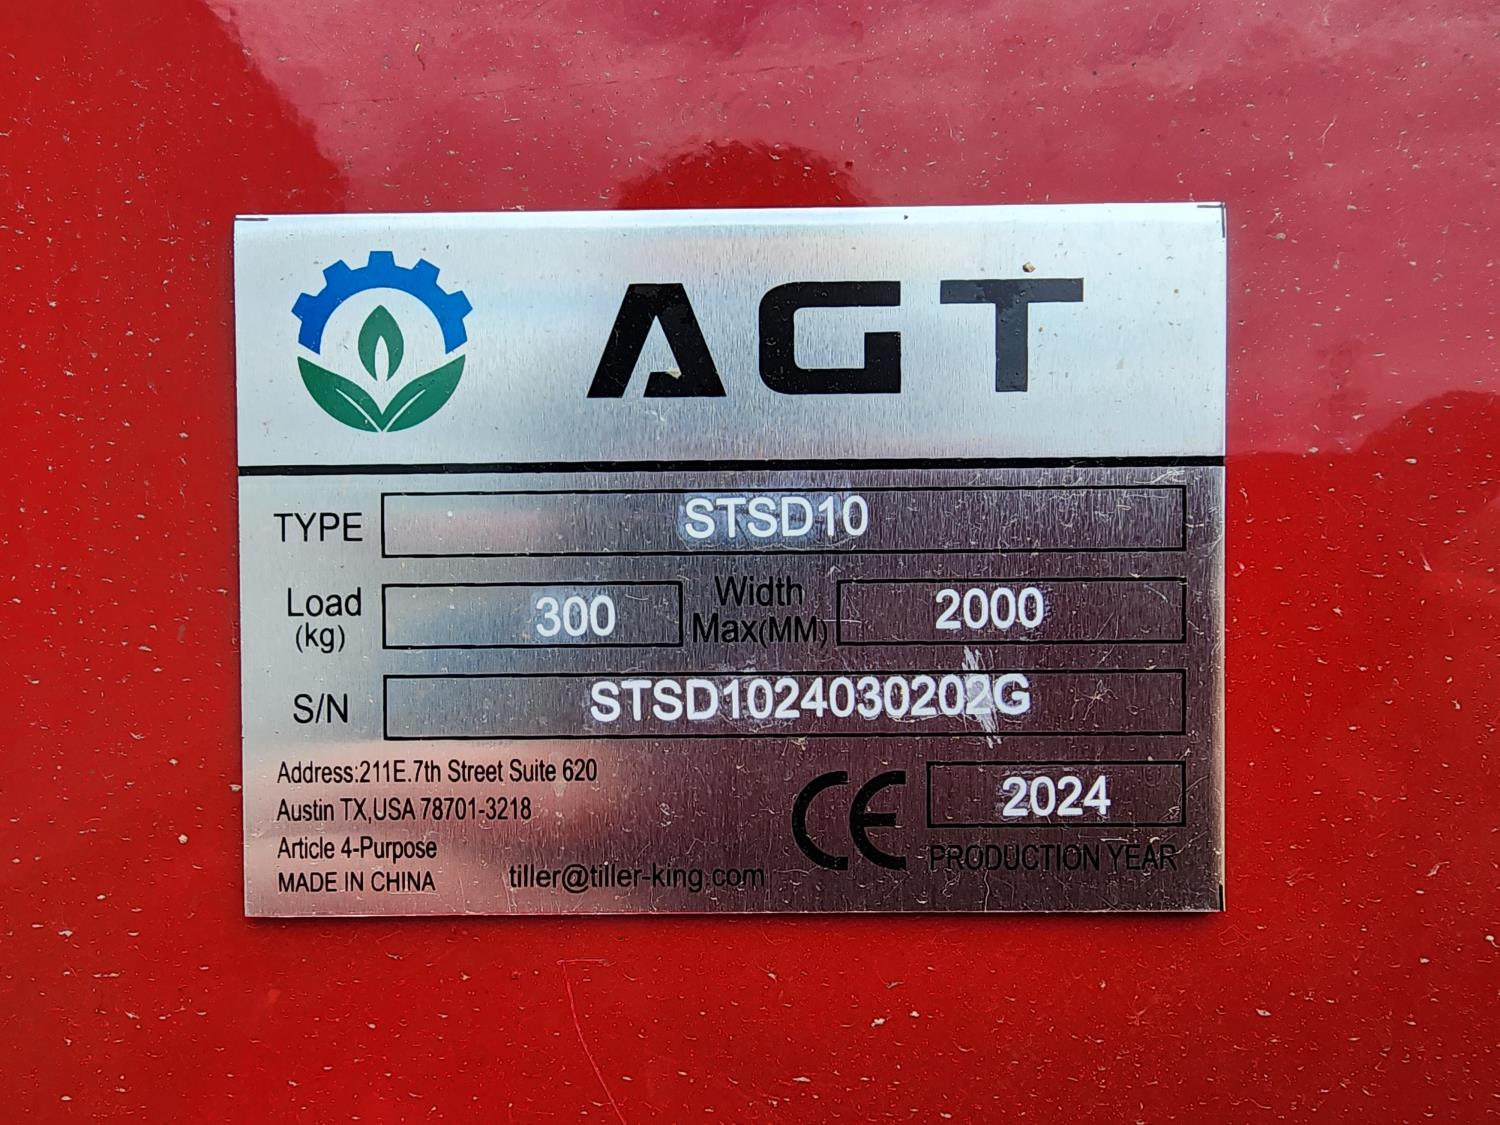 AGT
TYPE STSD10
Load (kg) 300 Width Max(MM) 2000
S/N STSD1024030202G
Address:211E.7th Street Suite 620
Austin TX,USA 78701-3218
Article 4-Purpose
MADE IN CHINA
tiller@tiller-king.com
CE
2024
PRODUCTION YEAR